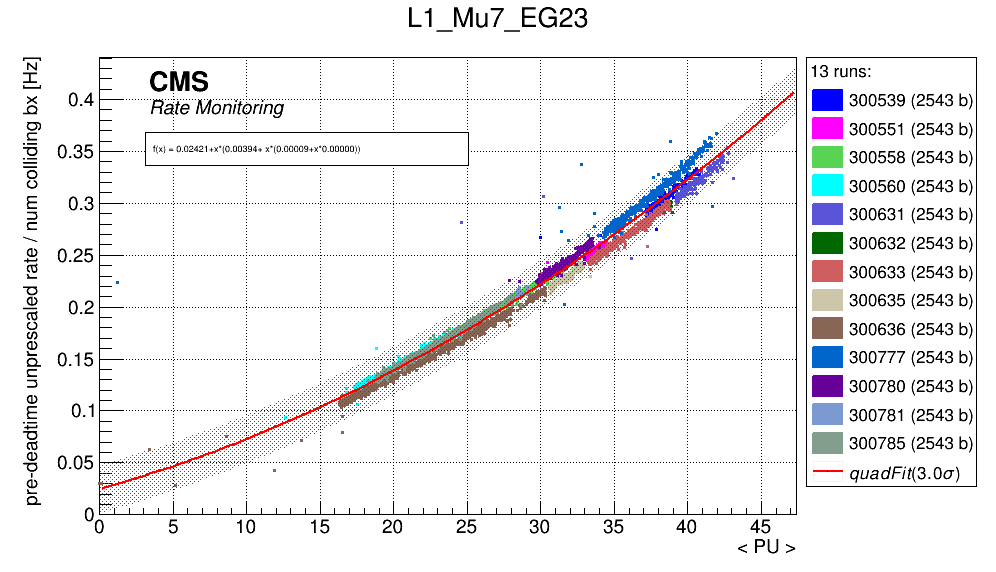 L1_Mu7_EG23
pre-deadtime unprescaled rate / num colliding bx [Hz]
CMS
Rate Monitoring
f(x) = 0.02421+x*(0.00394+ x*(0.00009+x*0.00000))
0.4
0.35
0.3
0.25
0.2
0.15
0.1
0.05
0
0 5 10 15 20 25 30 35 40 45
< PU >
13 runs:
300539 (2543 b)
300551 (2543 b)
300558 (2543 b)
300560 (2543 b)
300631 (2543 b)
300632 (2543 b)
300633 (2543 b)
300635 (2543 b)
300636 (2543 b)
300777 (2543 b)
300780 (2543 b)
300781 (2543 b)
300785 (2543 b)
quadFit(3.0σ)